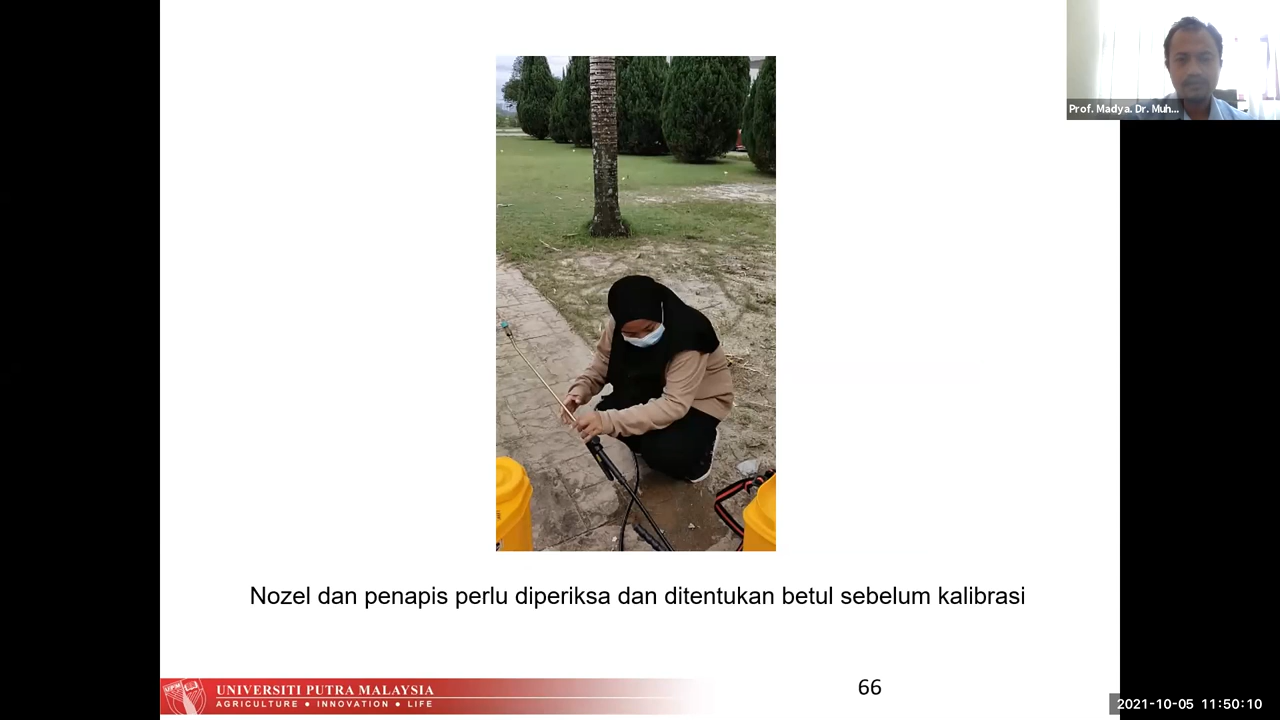 Prof. Madya. Dr. Muh...
Nozel dan penapis perlu diperiksa dan ditentukan betul sebelum kalibrasi
UPM
UNIVERSITI PUTRA MALAYSIA
AGRICULTURE • INNOVATION • LIFE
66
2021-10-05 11:50:10